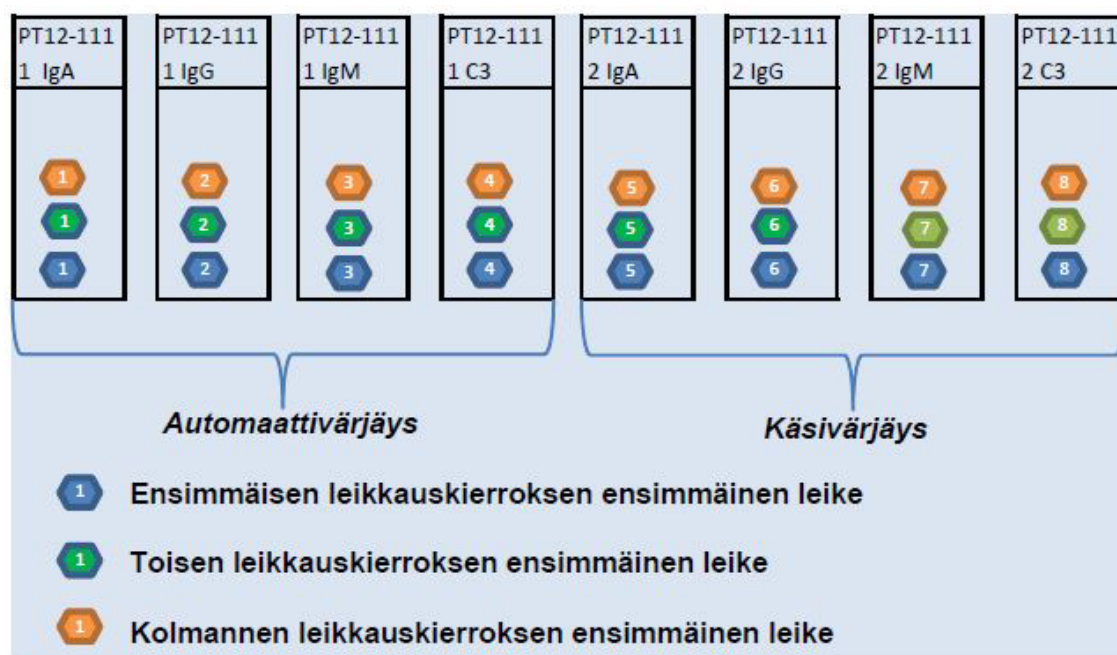 PT12-111 PT12-111 PT12-111 PT12-111 PT12-111 PT12-111 PT12-111 PT12-111
1 IgA 1 IgG 1 IgM 1 C3 2 IgA 2 IgG 2 IgM 2 C3
1 2 3 4 5 6 7 8
1 2 3 4 5 6 7 8
1 2 3 4 5 6 7 8
Automaattivärjäys Käsivärjäys
1 Ensimmäisen leikkauskierroksen ensimmäinen leike
1 Toisen leikkauskierroksen ensimmäinen leike
1 Kolmannen leikkauskierroksen ensimmäinen leike